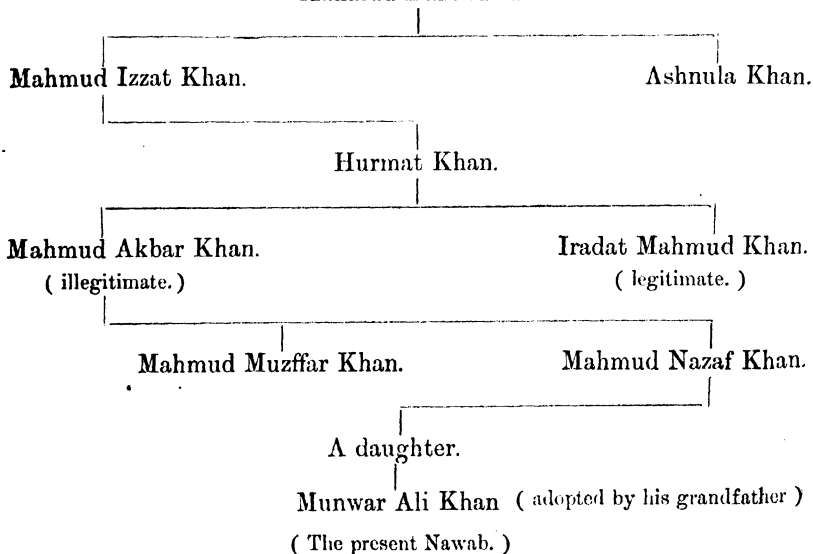 Mahmud Izzat Khan. Ashnula Khan.
Hurmat Khan.
Mahmud Akbar Khan. Iradat Mahmud Khan.
( illegitimate. ) ( legitimate. )
Mahmud Muzffar Khan. Mahmud Nazaf Khan.
A daughter.
Munwar Ali Khan ( adopted by his grandfather )
( The present Nawab. )